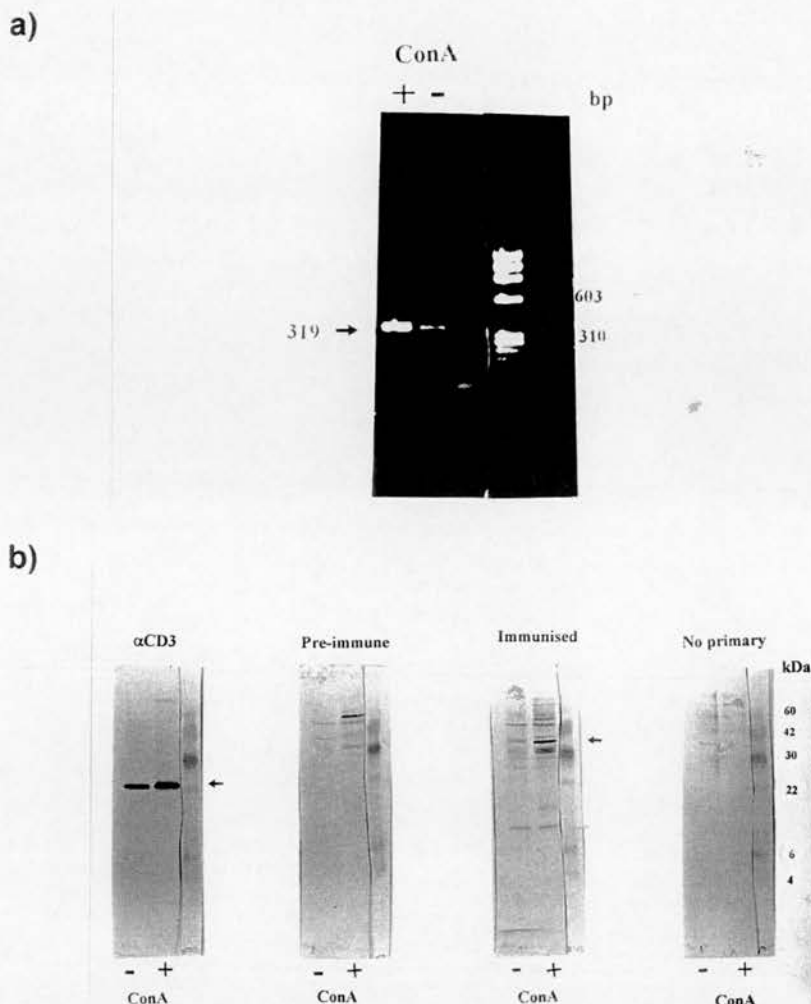 a)
ConA
+ -
bp
603
319 → 310
b)
αCD3 Pre-immune Immunised No primary
kDa
60
42
30
22
6
4
- + - + - + - +
ConA ConA ConA ConA